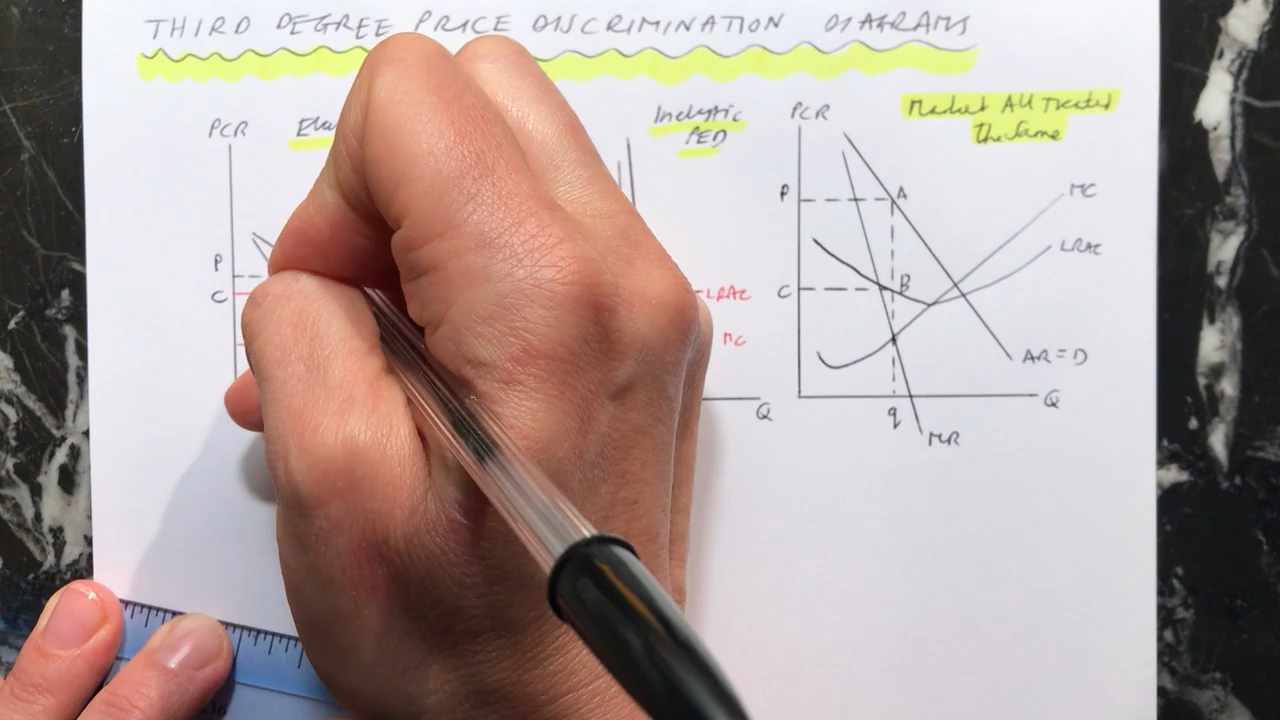 THIRD DEGREE PRICE DISCRIMINATION DIAGRAMS
PCR
P
C
Inelastic
PED
LRAC
MC
Q
PCR
Market All Treated
the Same
P
A
MC
LRAC
C
B
AR = D
q
Q
MR